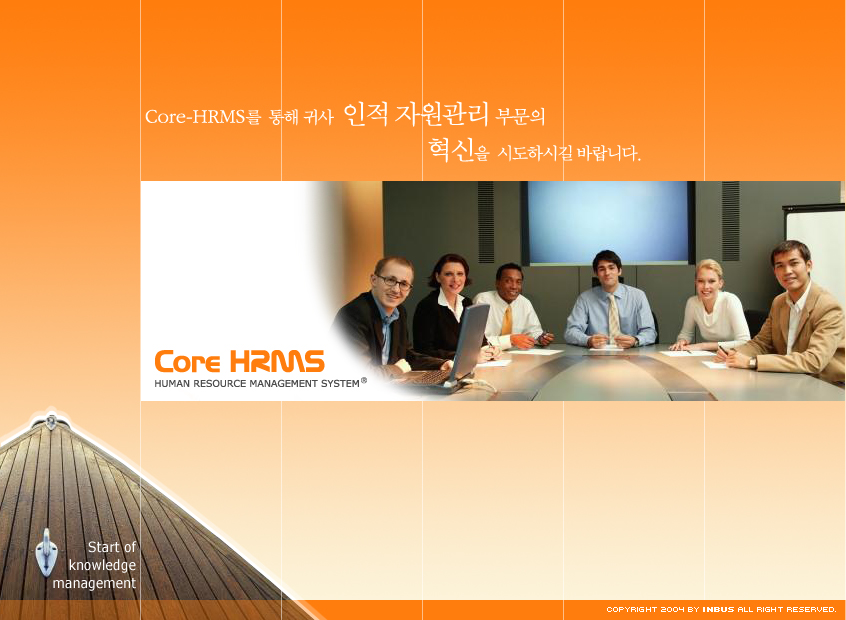 Core-HRMS를 통해 귀사 인적 자원관리 부문의
혁신을 시도하시길 바랍니다.
Core HRMS
HUMAN RESOURCE MANAGEMENT SYSTEM®
Start of
knowledge
management
COPYRIGHT 2004 BY INBUS ALL RIGHT RESERVED.